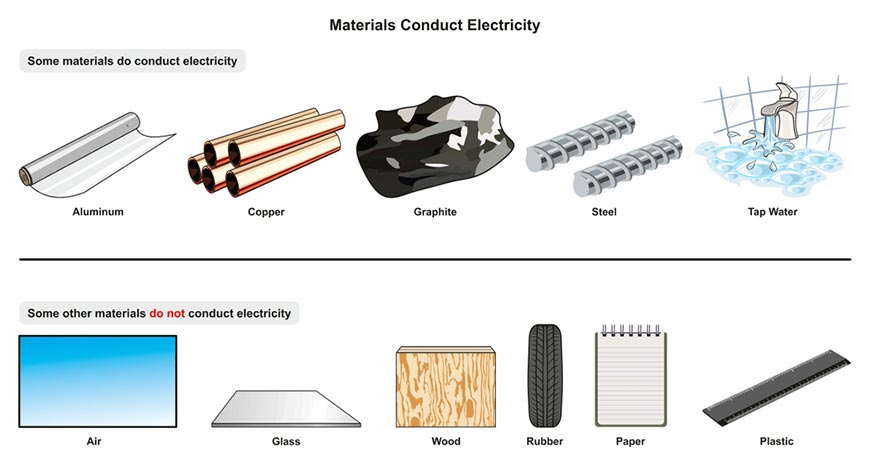 Materials Conduct Electricity
Some materials do conduct electricity
Aluminum
Copper
Graphite
Steel
Tap Water
Some other materials do not conduct electricity
Air
Glass
Wood
Rubber
Paper
Plastic